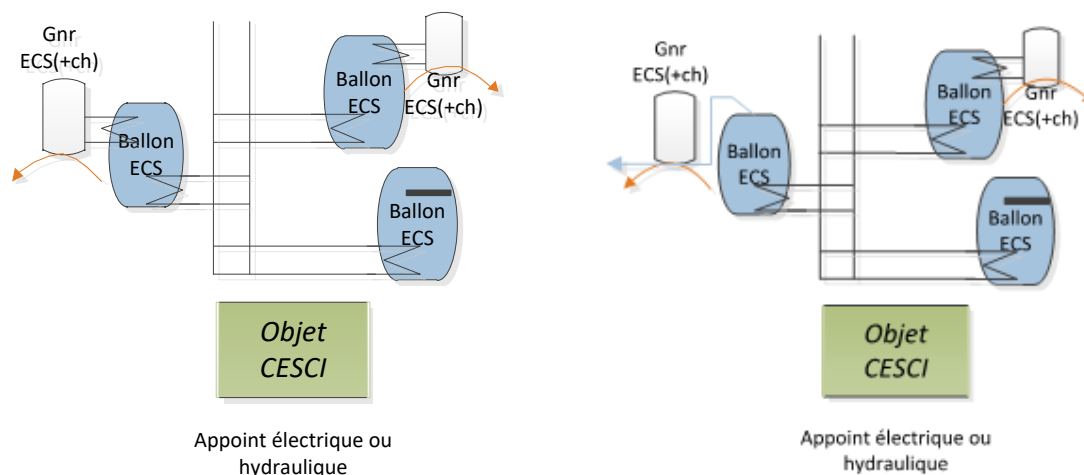 Gnr
ECS(+ch)
Ballon
ECS
Ballon
ECS
Gnr
ECS(+ch)
Ballon
ECS
Objet
CESCI
Appoint électrique ou
hydraulique
Gnr
ECS(+ch)
Ballon
ECS
Ballon
ECS
Gnr
ECS(+ch)
Ballon
ECS
Objet
CESCI
Appoint électrique ou
hydraulique